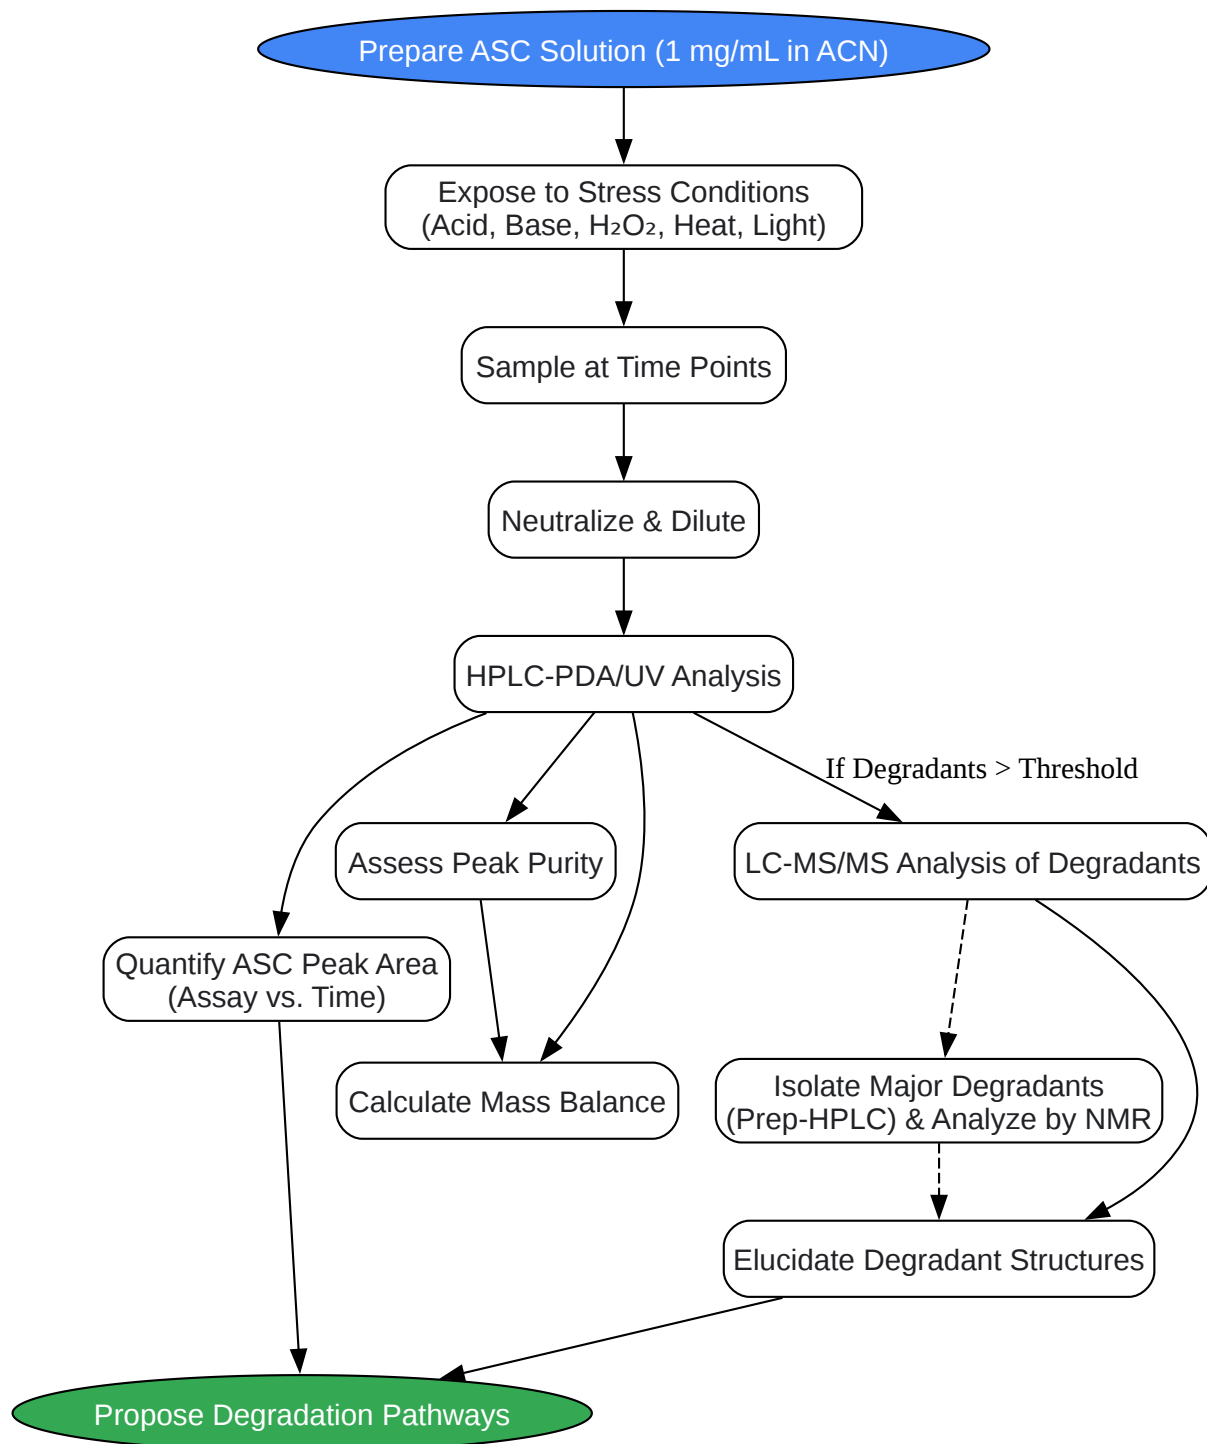 Prepare ASC Solution (1 mg/mL in ACN)
Expose to Stress Conditions
(Acid, Base, H₂O₂, Heat, Light)
Sample at Time Points
Neutralize & Dilute
HPLC-PDA/UV Analysis
If Degradants > Threshold
Assess Peak Purity
LC-MS/MS Analysis of Degradants
Quantify ASC Peak Area
(Assay vs. Time)
Calculate Mass Balance
Isolate Major Degradants
(Prep-HPLC) & Analyze by NMR
Elucidate Degradant Structures
Propose Degradation Pathways